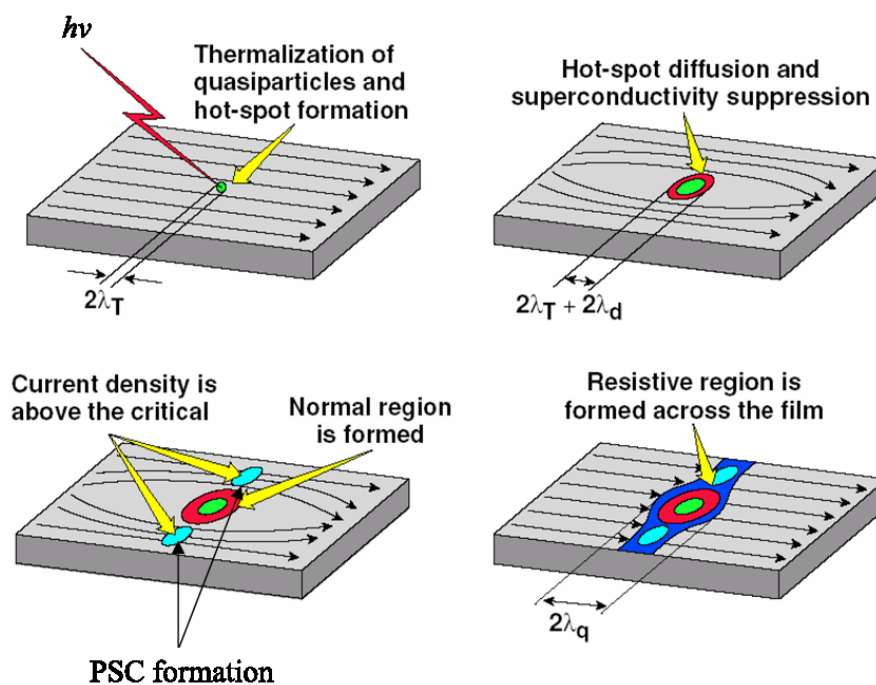 hν
Thermalization of
quasiparticles and
hot-spot formation
2λT
Hot-spot diffusion and
superconductivity suppression
2λT + 2λd
Current density is
above the critical
Normal region
is formed
PSC formation
Resistive region is
formed across the film
2λq